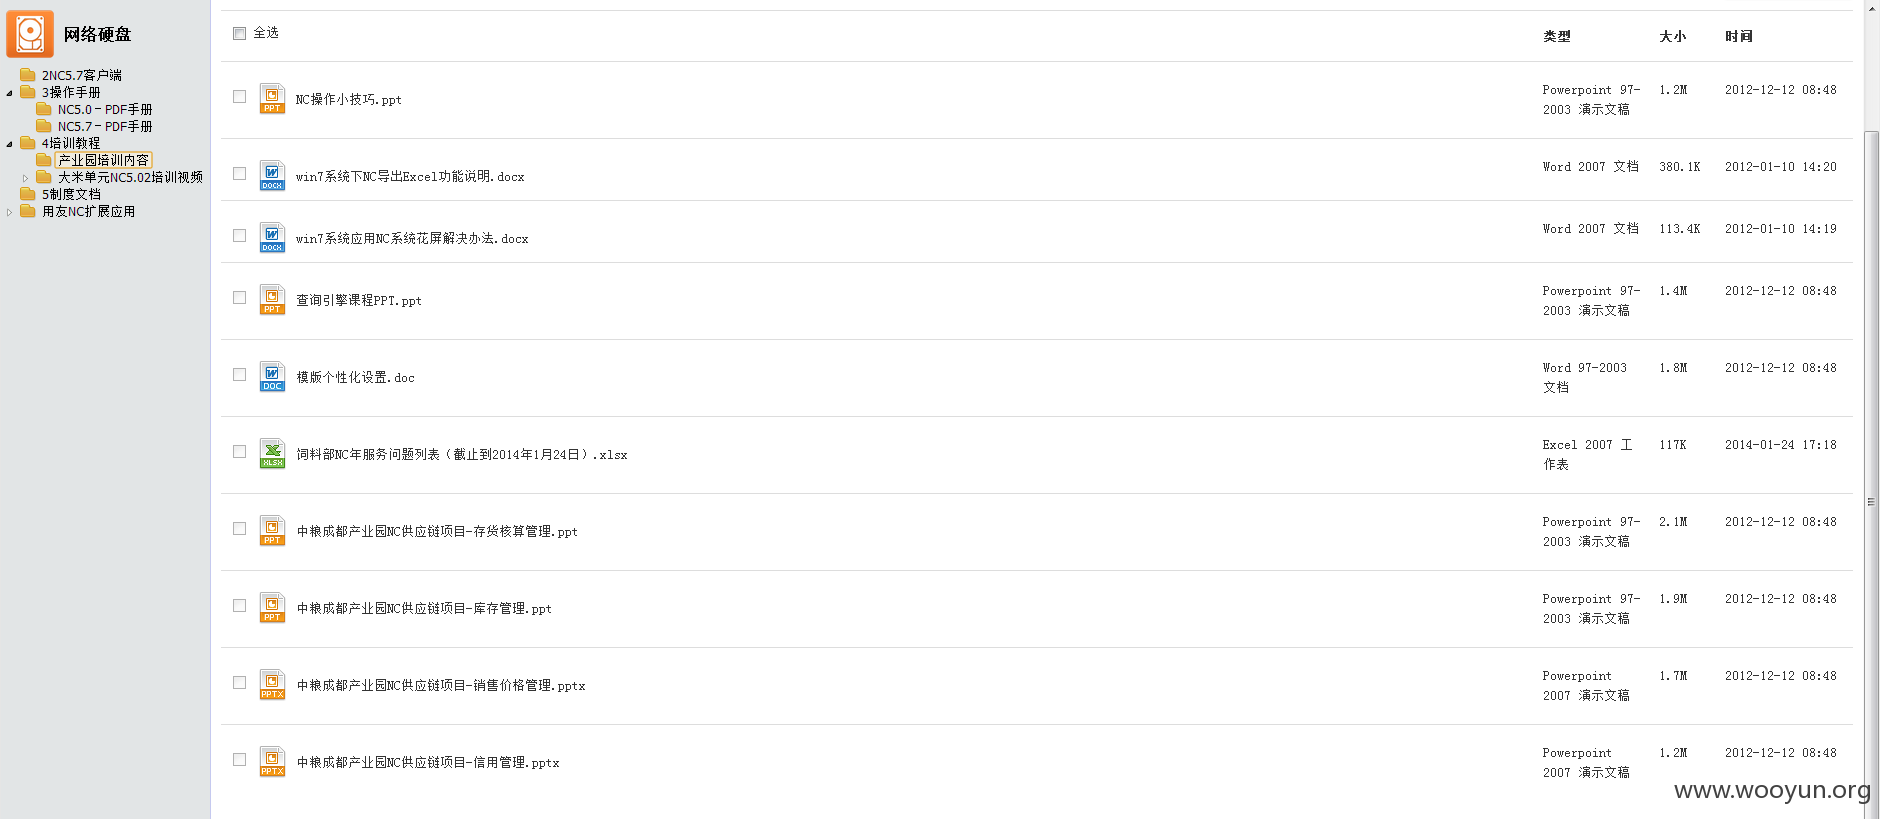 网络硬盘
2NC5.7客户端
3操作手册
NC5.0－PDF手册
NC5.7－PDF手册
4培训教程
产业园培训内容
大米单元NC5.02培训视频
5制度文档
用友NC扩展应用
全选 类型 大小 时间
NC操作小技巧.ppt Powerpoint 97-2003 演示文稿 1.2M 2012-12-12 08:48
win7系统下NC导出Excel功能说明.docx Word 2007 文档 380.1K 2012-01-10 14:20
win7系统应用NC系统花屏解决办法.docx Word 2007 文档 113.4K 2012-01-10 14:19
查询引擎课程PPT.ppt Powerpoint 97-2003 演示文稿 1.4M 2012-12-12 08:48
模版个性化设置.doc Word 97-2003 文档 1.8M 2012-12-12 08:48
饲料部NC年服务问题列表（截止到2014年1月24日）.xlsx Excel 2007 工作表 117K 2014-01-24 17:18
中粮成都产业园NC供应链项目-存货核算管理.ppt Powerpoint 97-2003 演示文稿 2.1M 2012-12-12 08:48
中粮成都产业园NC供应链项目-库存管理.ppt Powerpoint 97-2003 演示文稿 1.9M 2012-12-12 08:48
中粮成都产业园NC供应链项目-销售价格管理.pptx Powerpoint 2007 演示文稿 1.7M 2012-12-12 08:48
中粮成都产业园NC供应链项目-信用管理.pptx Powerpoint 2007 演示文稿 1.2M 2012-12-12 08:48
www.wooyun.org